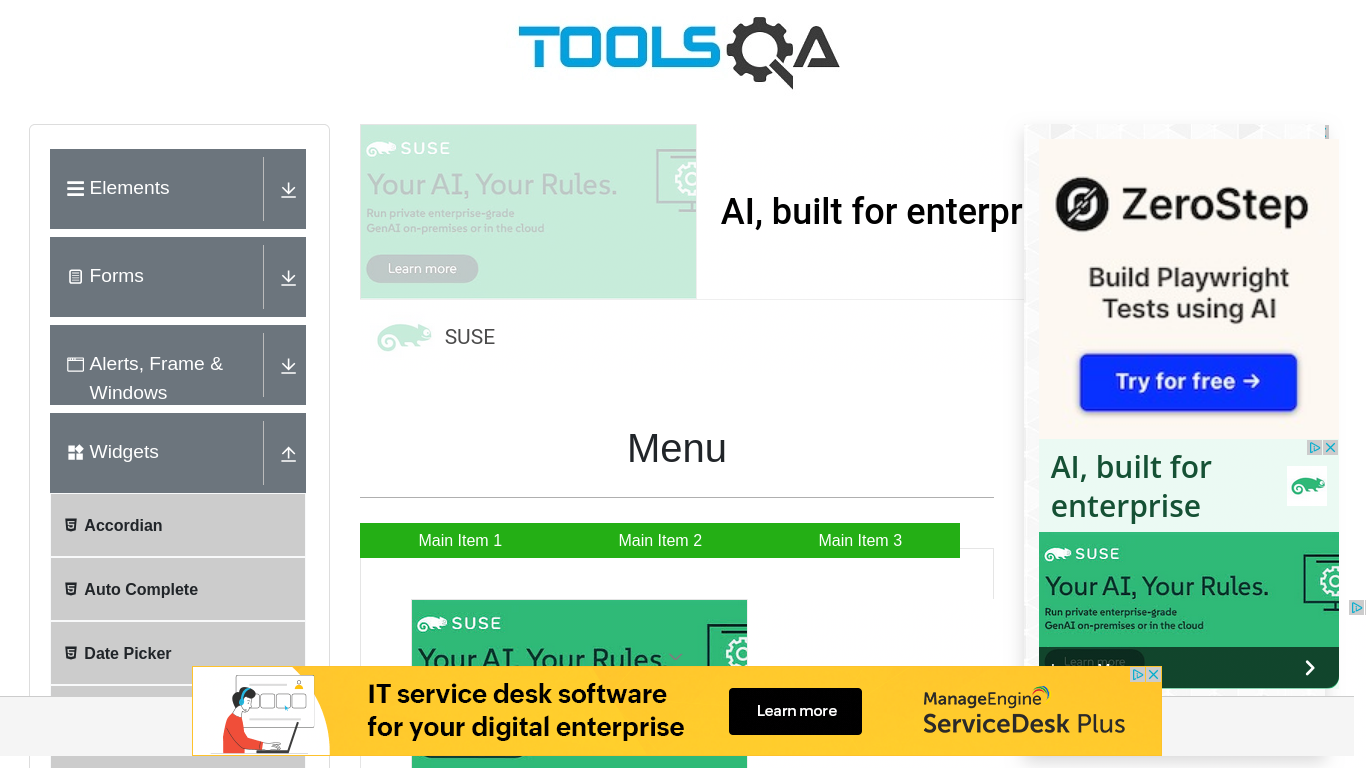 TOOLSQA
Elements
Forms
Alerts, Frame &
Windows
Widgets
Accordian
Auto Complete
Date Picker
SUSE
Your AI, Your Rules.
Run private enterprise-grade
GenAI on-premises or in the cloud
Learn more
AI, built for enterpr
SUSE
Menu
Main Item 1
Main Item 2
Main Item 3
SUSE
Your AI, Your Rules.
ZeroStep
Build Playwright
Tests using AI
Try for free →
AI, built for
enterprise
SUSE
Your AI, Your Rules.
Run private enterprise-grade
GenAI on-premises or in the cloud
Learn more
IT service desk software
for your digital enterprise
Learn more
ManageEngine
ServiceDesk Plus